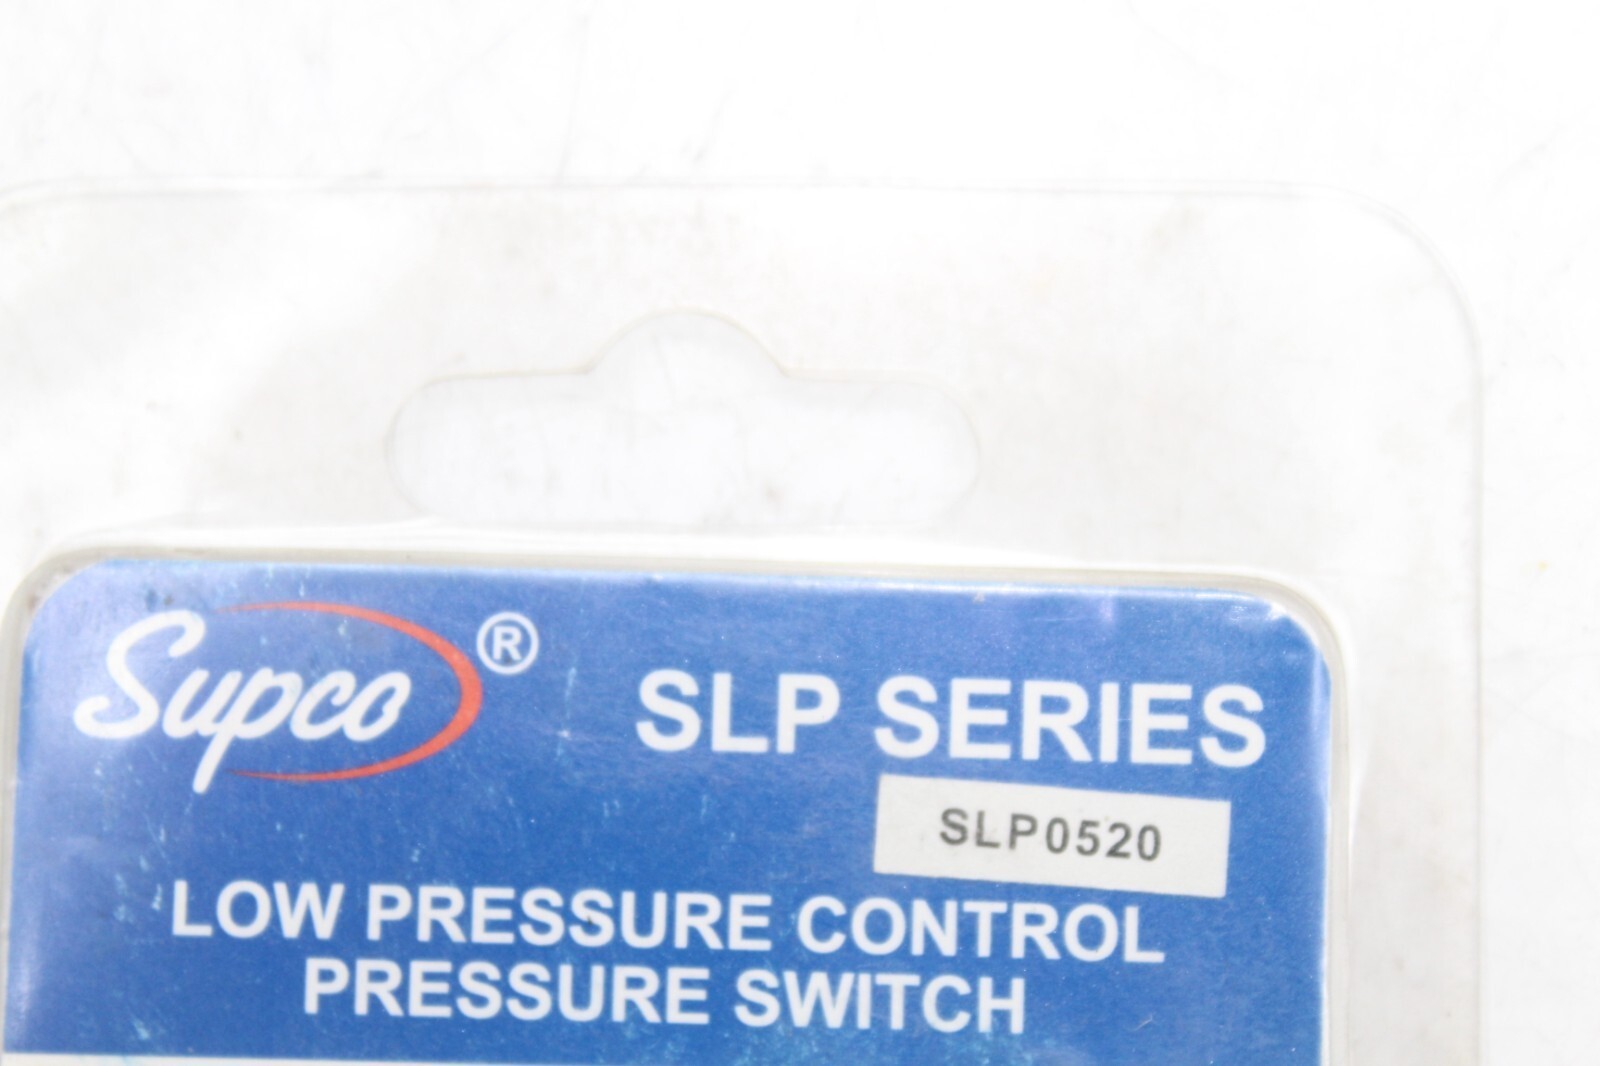 Supco®
SLP SERIES
SLP0520
LOW PRESSURE CONTROL
PRESSURE SWITCH